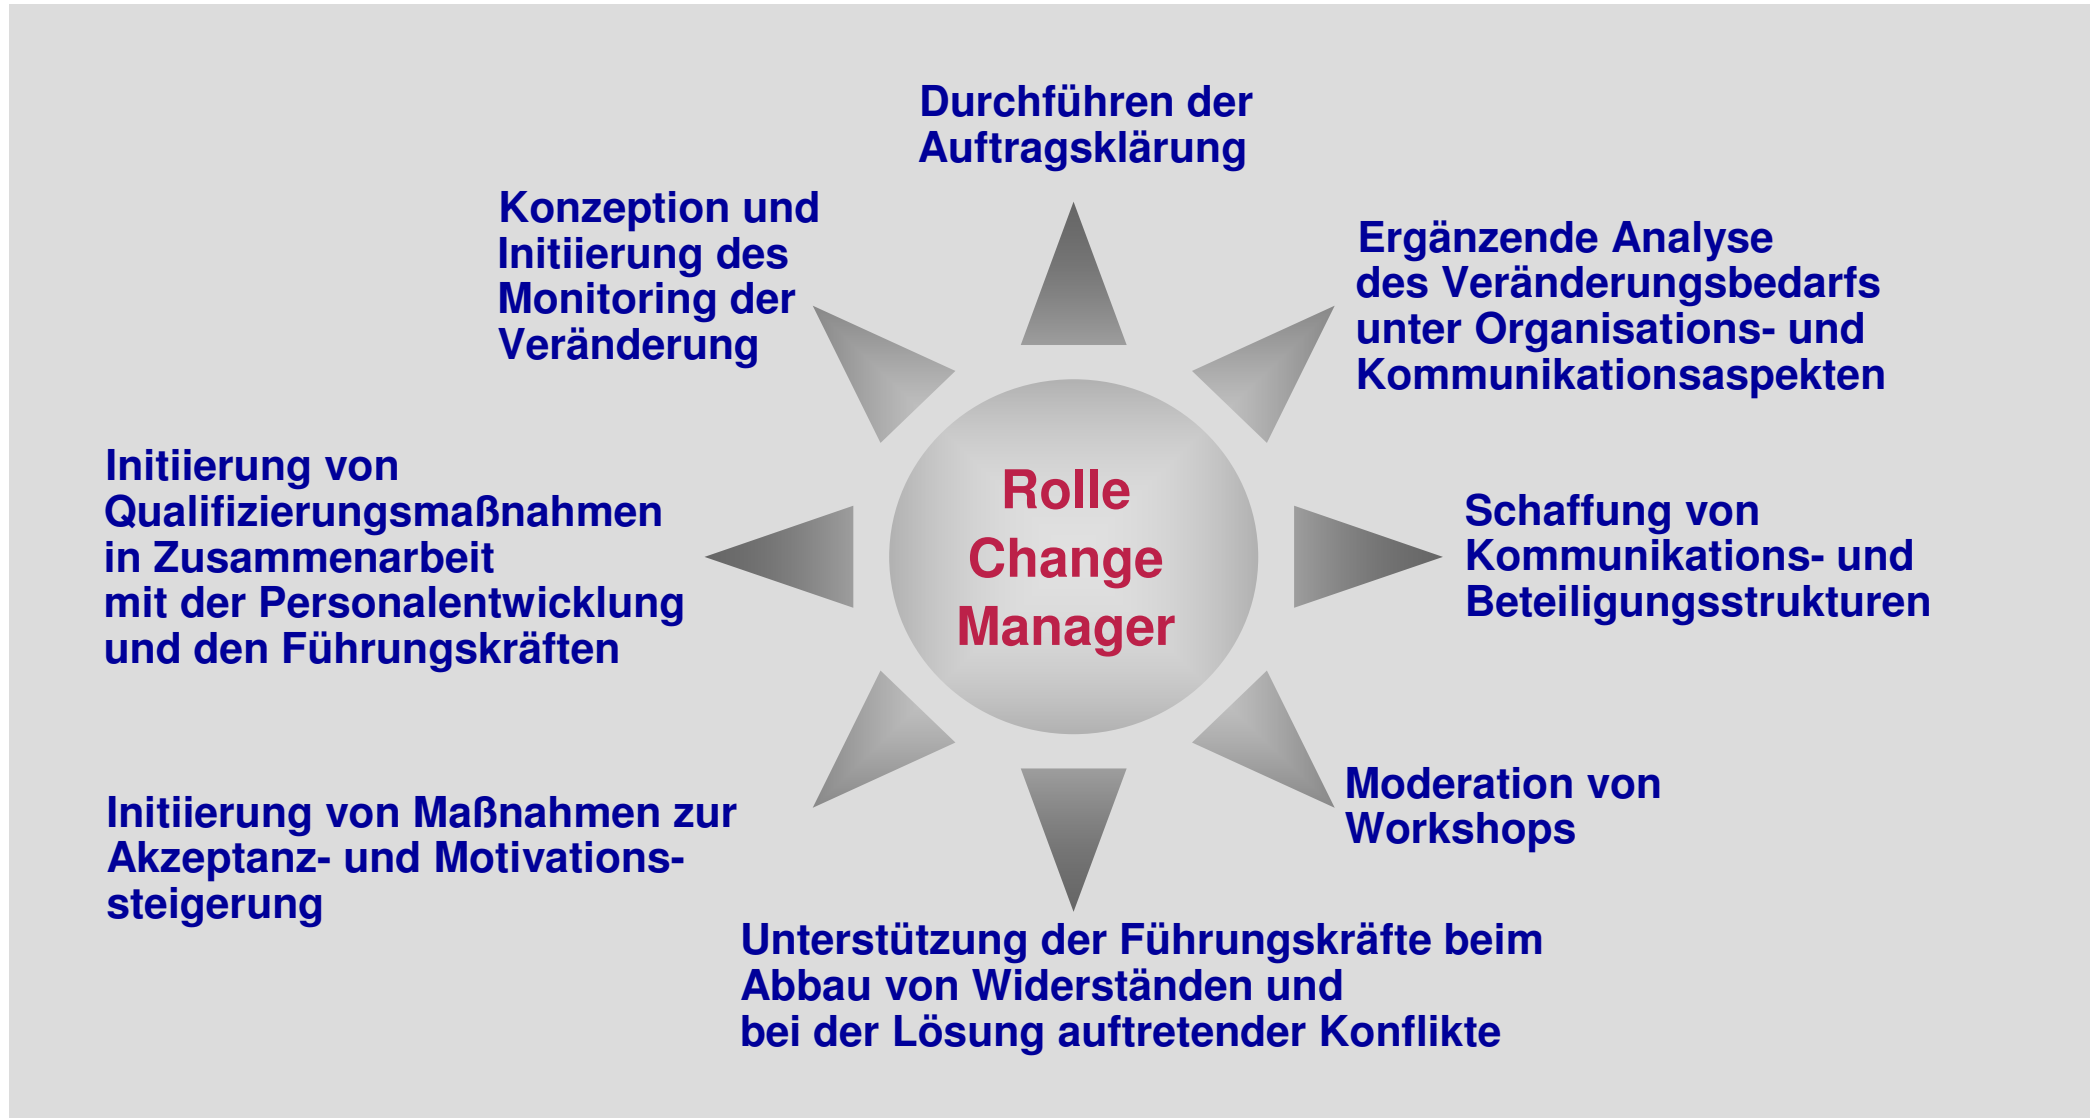 Durchführen der
Auftragsklärung
Konzeption und
Initiierung des
Monitoring der
Veränderung
Ergänzende Analyse
des Veränderungsbedarfs
unter Organisations- und
Kommunikationsaspekten
Initiierung von
Qualifizierungsmaßnahmen
in Zusammenarbeit
mit der Personalentwicklung
und den Führungskräften
Rolle
Change
Manager
Schaffung von
Kommunikations- und
Beteiligungsstrukturen
Initiierung von Maßnahmen zur
Akzeptanz- und Motivations-
steigerung
Moderation von
Workshops
Unterstützung der Führungskräfte beim
Abbau von Widerständen und
bei der Lösung auftretender Konflikte